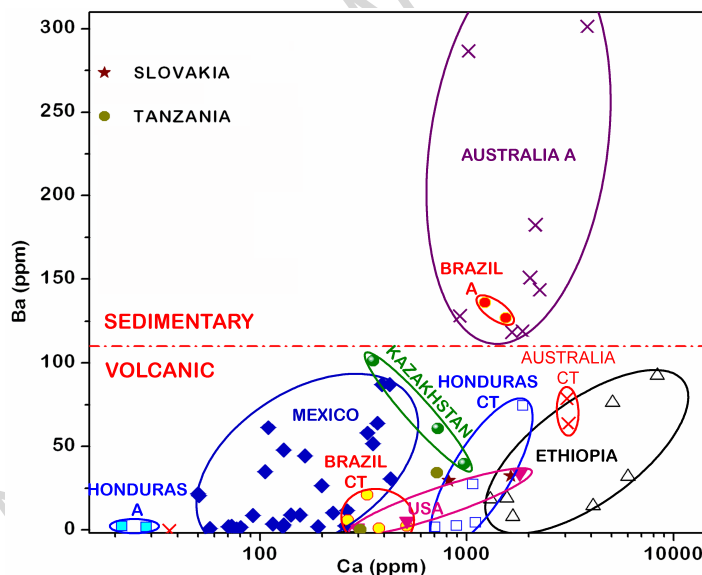 300
250
200
150
100
50
0
Ba (ppm)
SLOVAKIA
TANZANIA
AUSTRALIA A
BRAZIL
A
SEDIMENTARY
VOLCANIC
KAZAKHSTAN
AUSTRALIA
CT
HONDURAS
CT
MEXICO
BRAZIL
CT
ETHIOPIA
HONDURAS
A
USA
100
1000
10000
Ca (ppm)